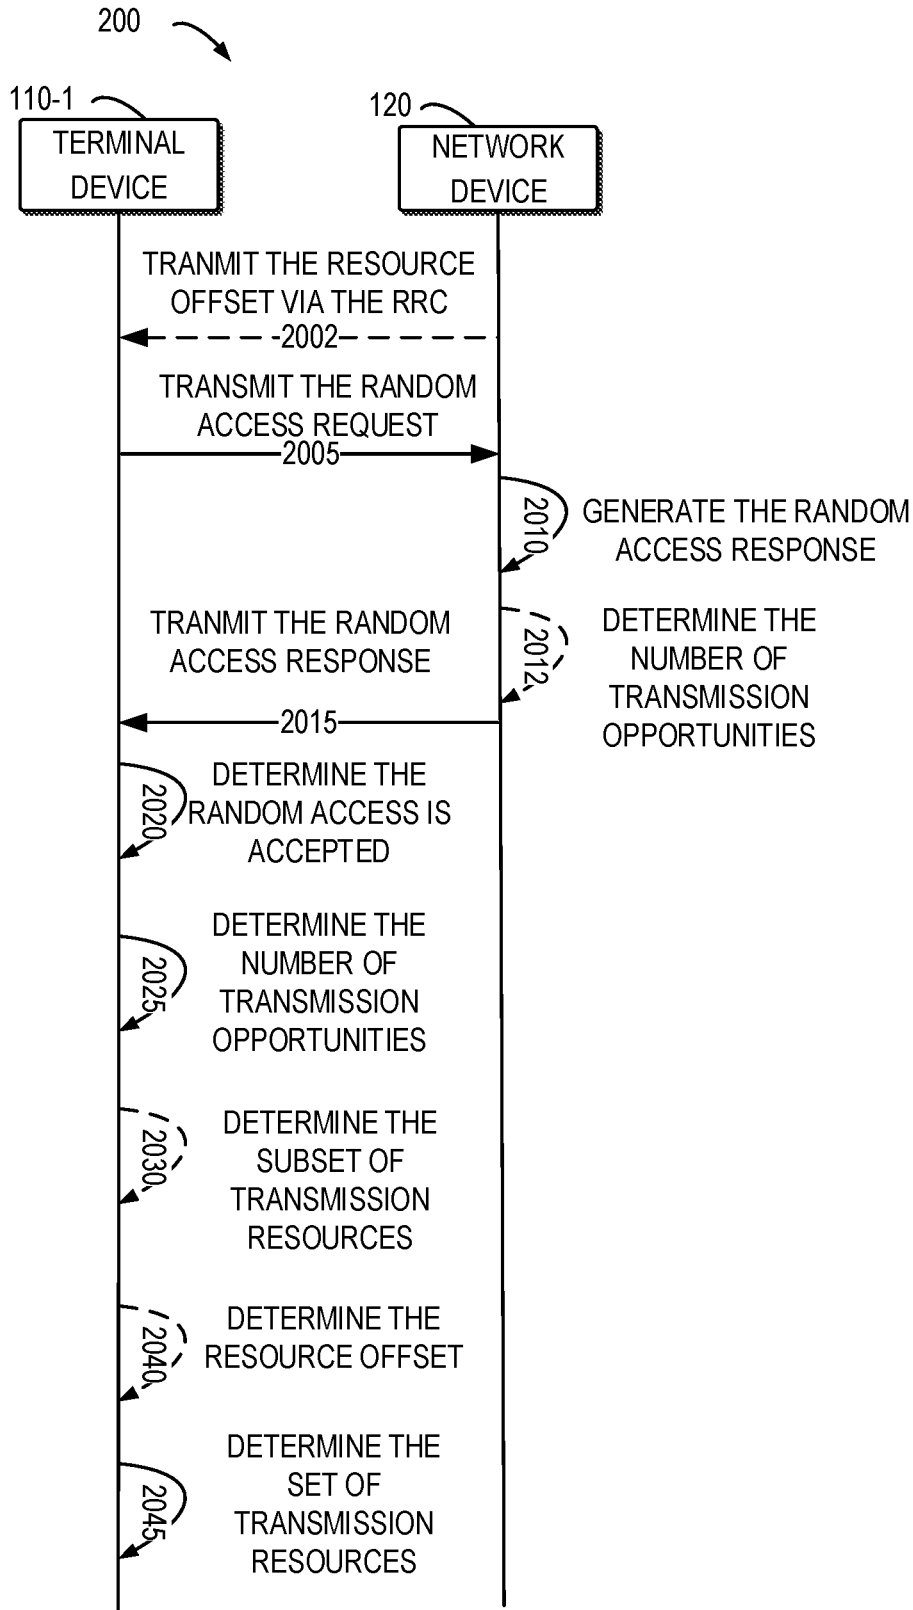 200
110-1
120
TERMINAL
DEVICE
NETWORK
DEVICE
TRANMIT THE RESOURCE
OFFSET VIA THE RRC
2002
TRANSMIT THE RANDOM
ACCESS REQUEST
2005
2010
GENERATE THE RANDOM
ACCESS RESPONSE
TRANMIT THE RANDOM
ACCESS RESPONSE
2012
DETERMINE THE
NUMBER OF
TRANSMISSION
OPPORTUNITIES
2015
2020
DETERMINE THE
RANDOM ACCESS IS
ACCEPTED
2025
DETERMINE THE
NUMBER OF
TRANSMISSION
OPPORTUNITIES
2030
DETERMINE THE
SUBSET OF
TRANSMISSION
RESOURCES
2040
DETERMINE THE
RESOURCE OFFSET
2045
DETERMINE THE
SET OF
TRANSMISSION
RESOURCES